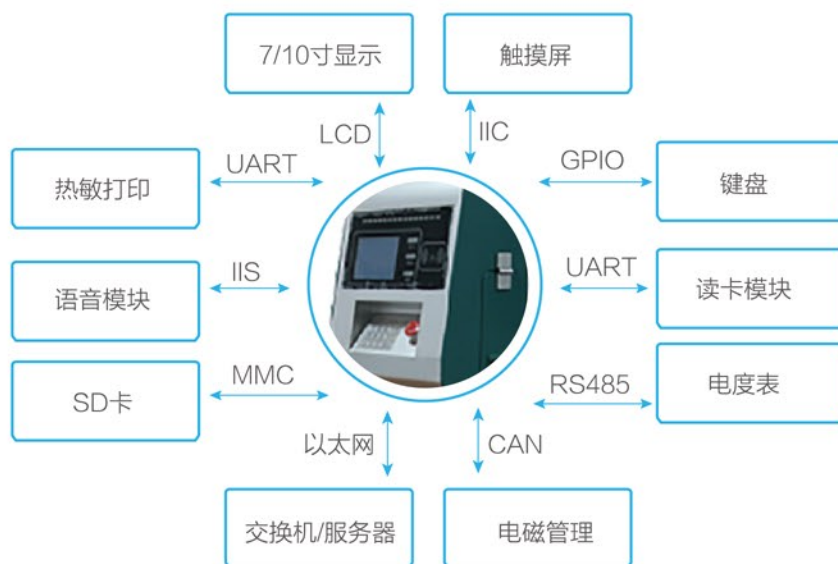 7/10寸显示
触摸屏
LCD
IIC
UART
GPIO
热敏打印
键盘
IIS
UART
语音模块
读卡模块
MMC
RS485
SD卡
电度表
以太网
CAN
交换机/服务器
电磁管理